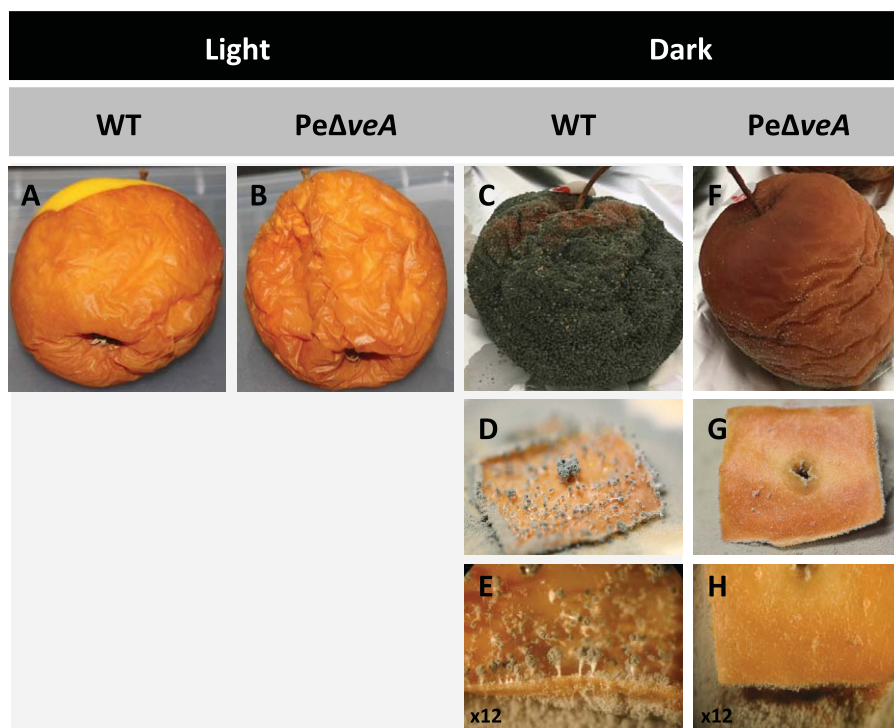 Light Dark
WT PeΔveA WT PeΔveA
A B C F
D G
E H
x12 x12